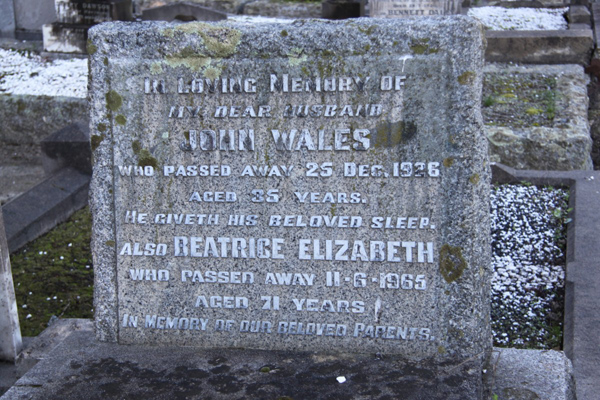 IN LOVING MEMORY OF
MY DEAR HUSBAND
JOHN WALES
WHO PASSED AWAY 25 DEC. 1926
AGED 35 YEARS.
HE GIVETH HIS BELOVED SLEEP.
ALSO BEATRICE ELIZABETH
WHO PASSED AWAY 11-6-1965
AGED 71 YEARS
IN MEMORY OF OUR BELOVED PARENTS.